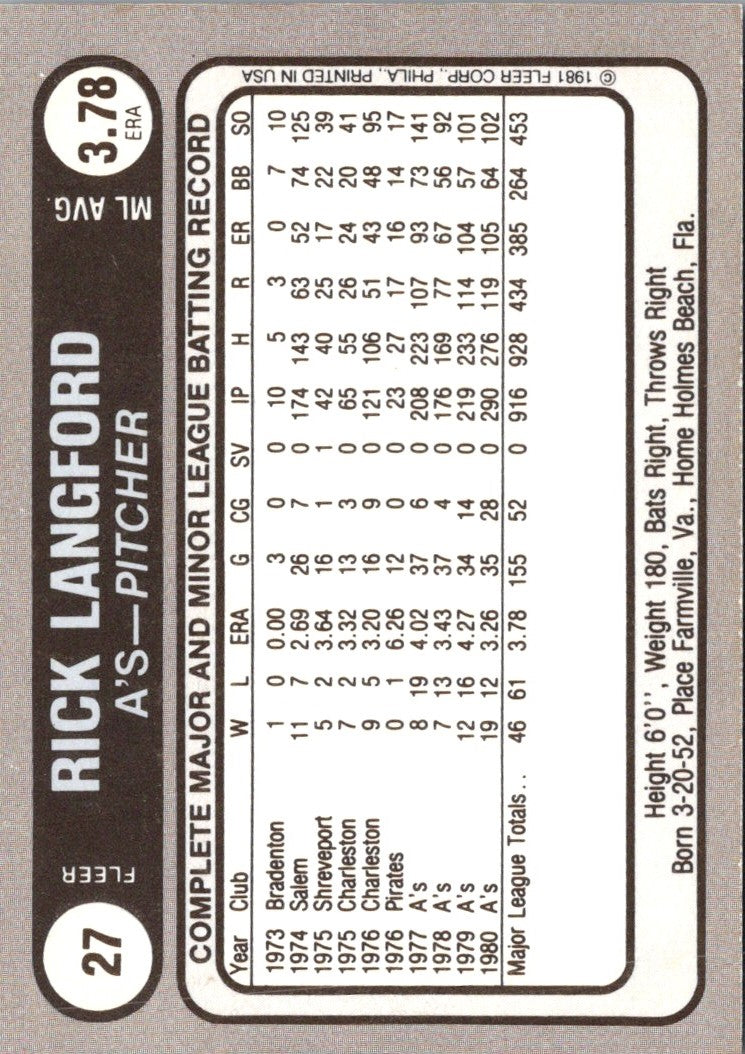 27 FLEER RICK LANGFORD ML AVG. 3.78 ERA
A'S—PITCHER
COMPLETE MAJOR AND MINOR LEAGUE BATTING RECORD
Year Club W L ERA G CG SV IP H R ER BB SO
1973 Bradenton 1 0 0.00 3 0 0 10 5 3 0 7 10
1974 Salem 11 7 2.69 26 7 0 174 143 63 52 74 125
1975 Shreveport 5 2 3.64 16 1 1 42 40 25 17 22 39
1975 Charleston 7 2 3.32 13 3 0 65 55 26 24 20 41
1976 Charleston 9 5 3.20 16 9 0 121 106 51 43 48 95
1976 Pirates 0 1 6.26 12 0 0 23 27 17 16 14 17
1977 A's 8 19 4.02 37 6 0 208 223 107 93 73 141
1978 A's 7 13 3.43 37 4 0 176 169 77 67 56 92
1979 A's 12 16 4.27 34 14 0 219 233 114 104 57 101
1980 A's 19 12 3.26 35 28 0 290 276 119 105 64 102
Major League Totals.. 46 61 3.78 155 52 0 916 928 434 385 264 453
Height 6'0'', Weight 180, Bats Right, Throws Right
Born 3-20-52, Place Farmville, Va., Home Holmes Beach, Fla.
© 1981 FLEER CORP., PHILA., PRINTED IN USA